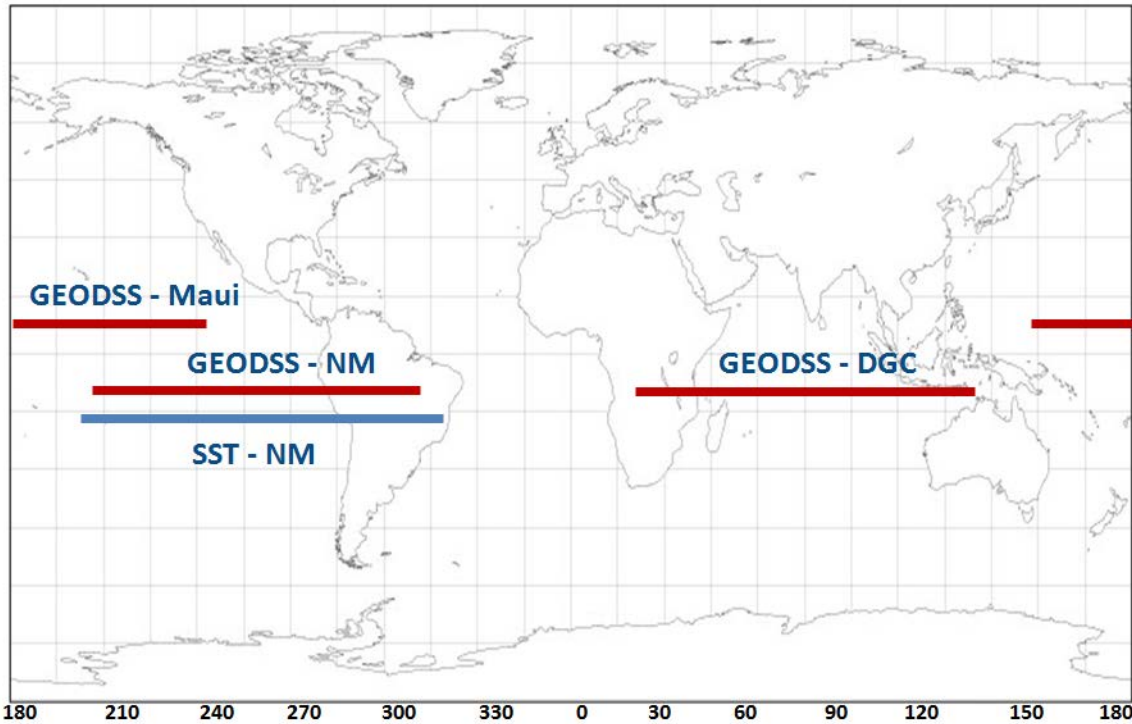 GEODSS - Maui
GEODSS - NM
GEODSS - DGC
SST - NM
180 210 240 270 300 330 0 30 60 90 120 150 180